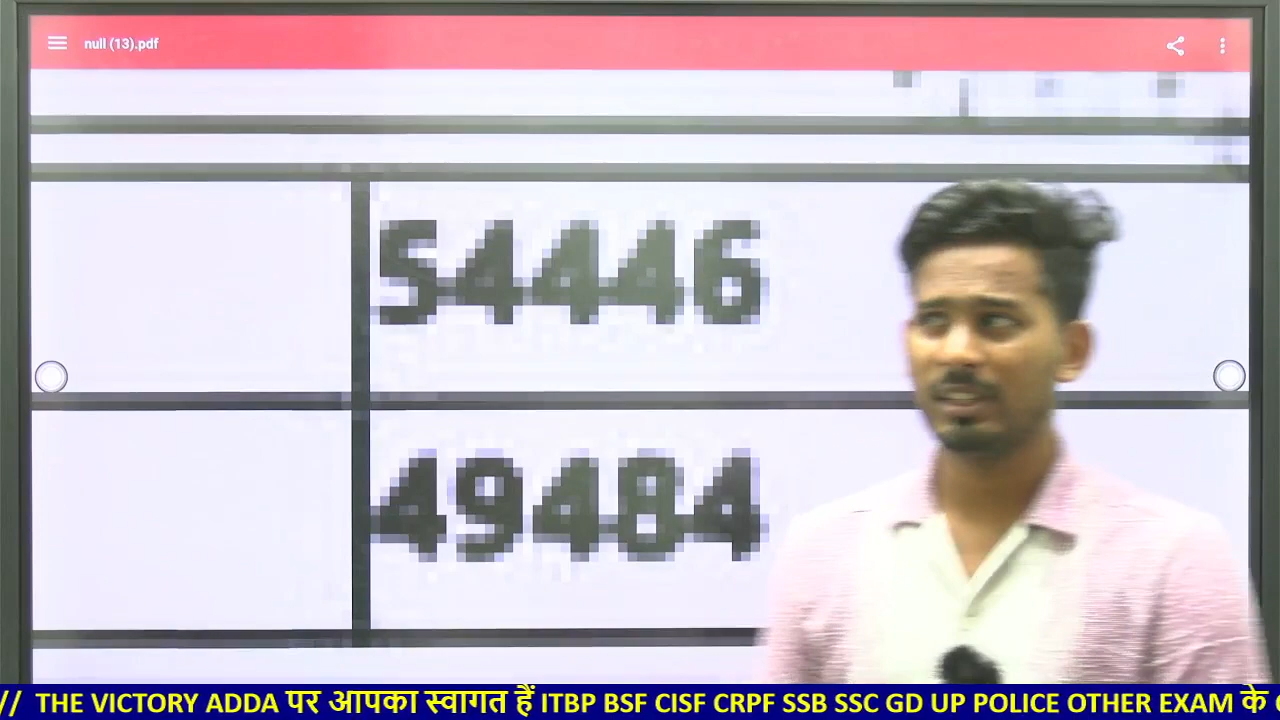 null (13).pdf
54446
49484
// THE VICTORY ADDA पर आपका स्वागत हैं ITBP BSF CISF CRPF SSB SSC GD UP POLICE OTHER EXAM के